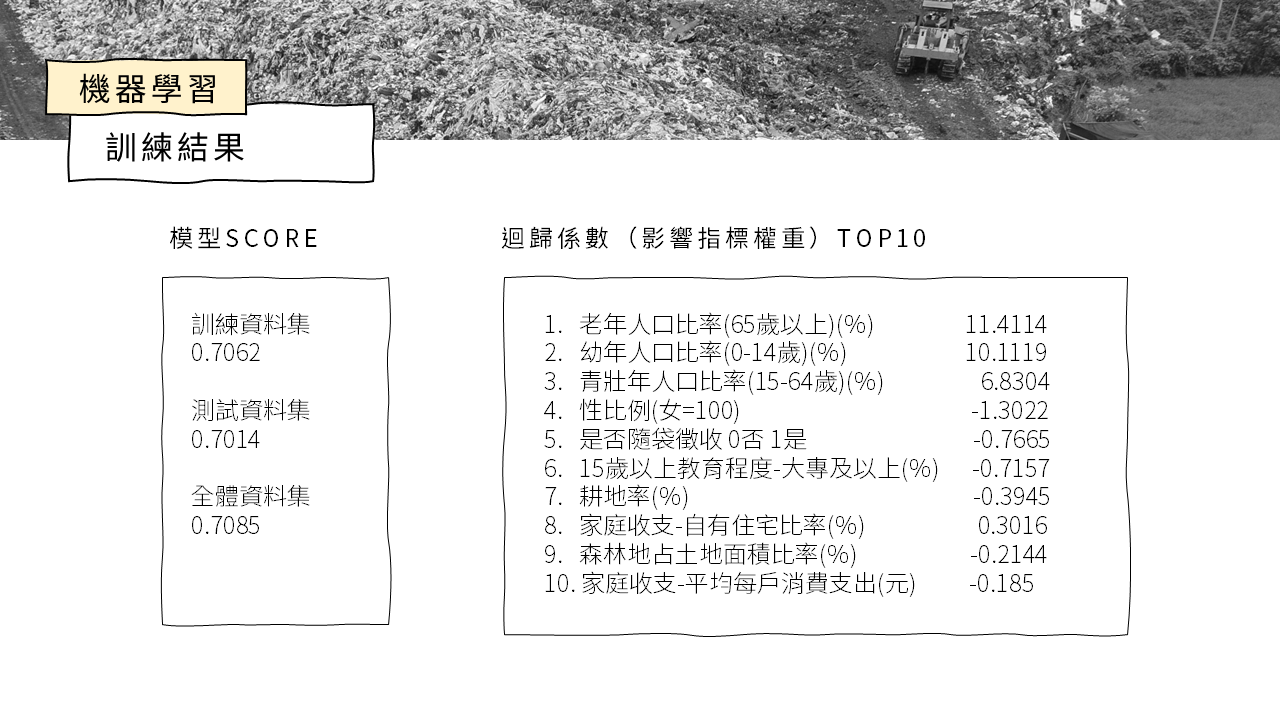 機器學習
訓練結果
模型SCORE
訓練資料集
0.7062
測試資料集
0.7014
全體資料集
0.7085
迴歸係數（影響指標權重）TOP10
1. 老年人口比率(65歲以上)(%) 11.4114
2. 幼年人口比率(0-14歲)(%) 10.1119
3. 青壯年人口比率(15-64歲)(%) 6.8304
4. 性比例(女=100) -1.3022
5. 是否隨袋徵收 0否 1是 -0.7665
6. 15歲以上教育程度-大專及以上(%) -0.7157
7. 耕地率(%) -0.3945
8. 家庭收支-自有住宅比率(%) 0.3016
9. 森林地占土地面積比率(%) -0.2144
10. 家庭收支-平均每戶消費支出(元) -0.185